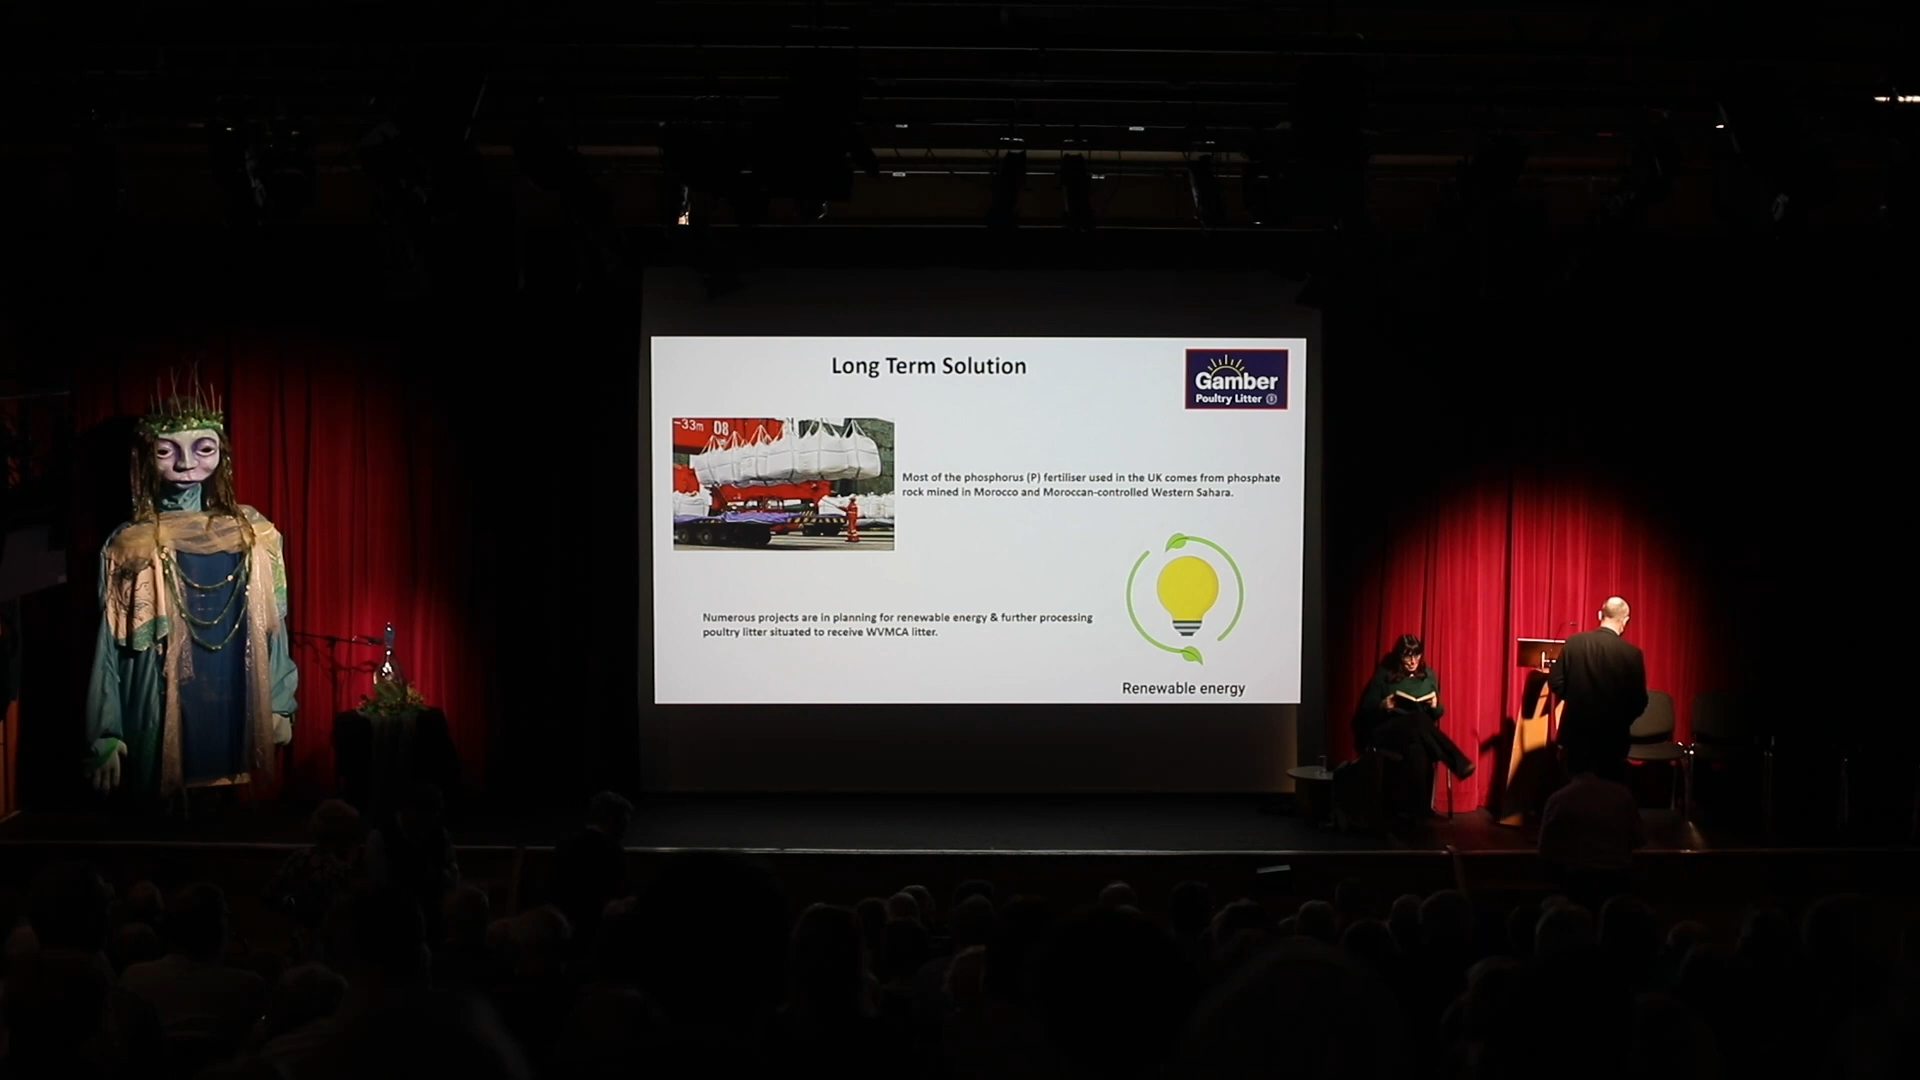 Long Term Solution
Gamber
Poultry Litter
-33m 08
Most of the phosphorus (P) fertiliser used in the UK comes from phosphate
rock mined in Morocco and Moroccan-controlled Western Sahara.
Numerous projects are in planning for renewable energy & further processing
poultry litter situated to receive WVMCA litter.
Renewable energy